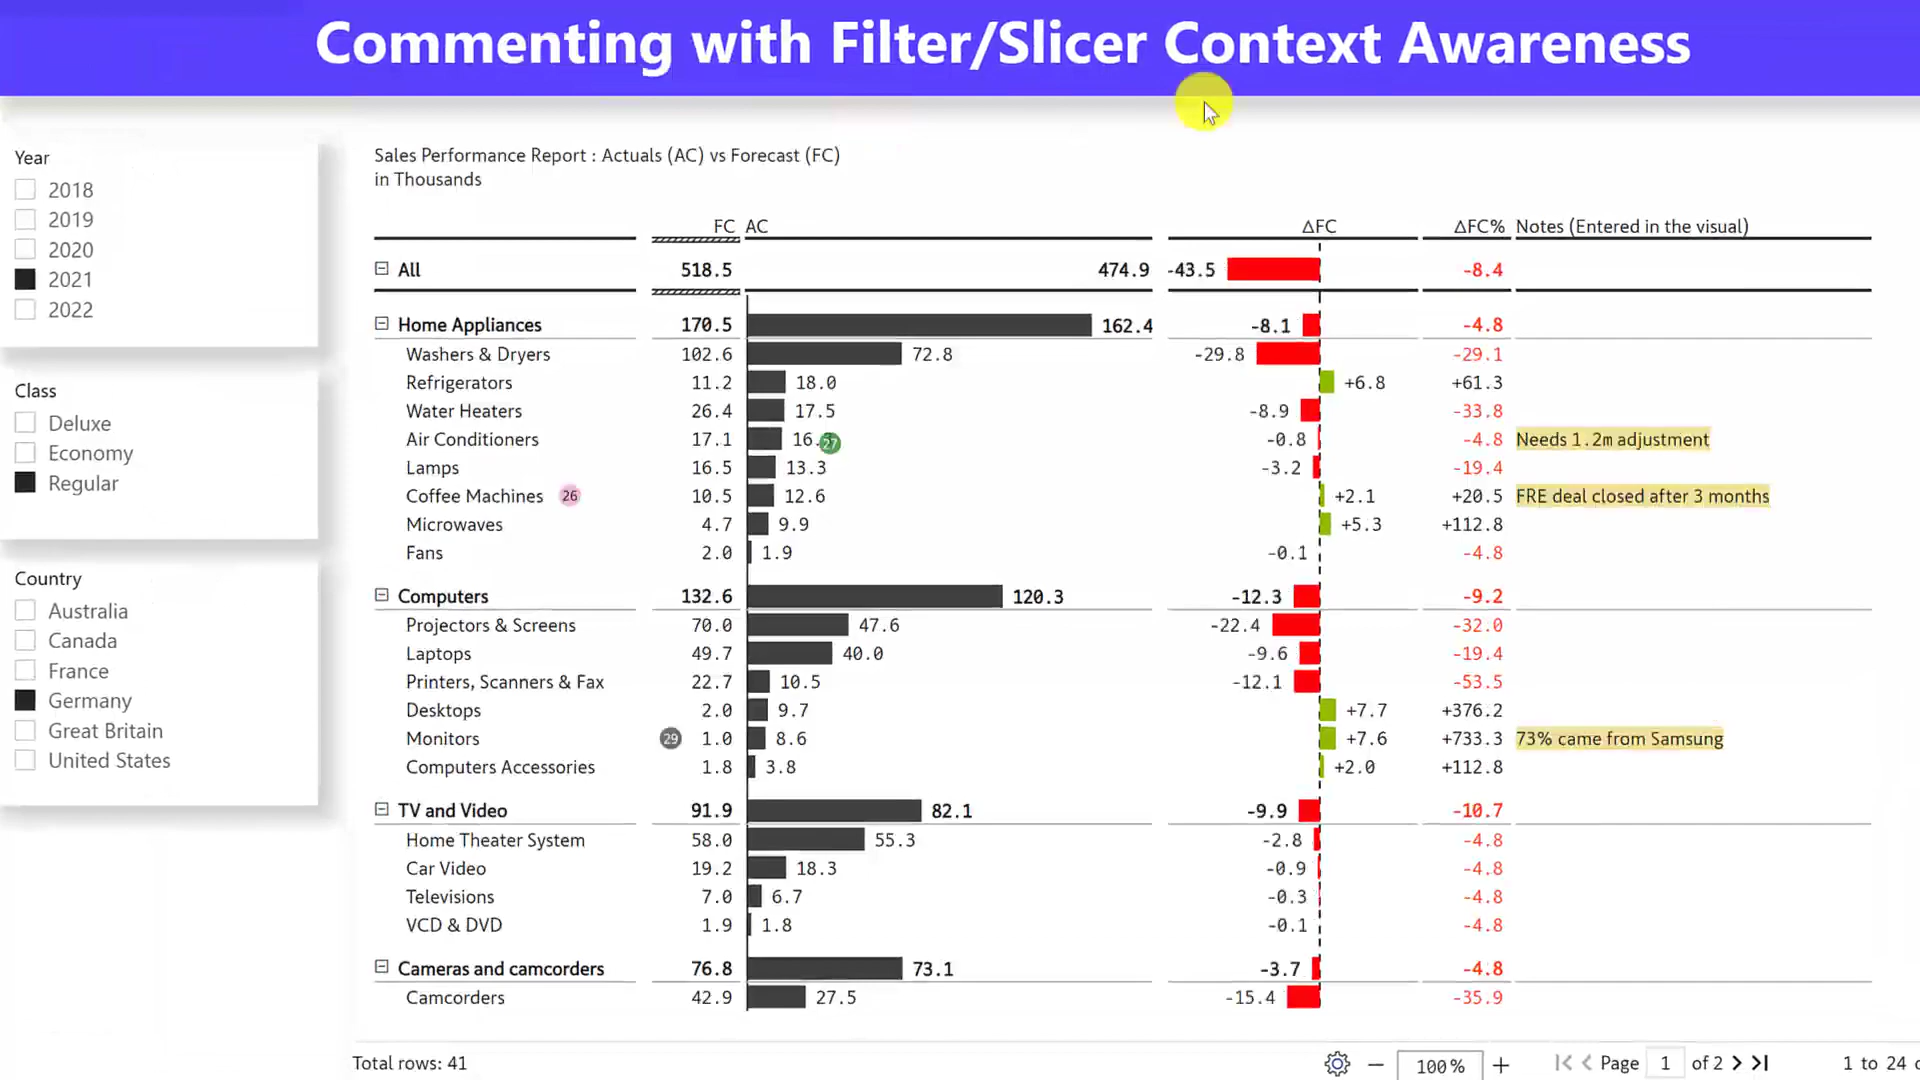 Commenting with Filter/Slicer Context Awareness
Year
2018
2019
2020
2021
2022
Class
Deluxe
Economy
Regular
Country
Australia
Canada
France
Germany
Great Britain
United States
Sales Performance Report : Actuals (AC) vs Forecast (FC)
in Thousands
FC AC ΔFC ΔFC% Notes (Entered in the visual)
All 518.5 474.9 -43.5 -8.4
Home Appliances 170.5 162.4 -8.1 -4.8
Washers & Dryers 102.6 72.8 -29.8 -29.1
Refrigerators 11.2 18.0 +6.8 +61.3
Water Heaters 26.4 17.5 -8.9 -33.8
Air Conditioners 17.1 16. 27 -0.8 -4.8 Needs 1.2m adjustment
Lamps 16.5 13.3 -3.2 -19.4
Coffee Machines 26 10.5 12.6 +2.1 +20.5 FRE deal closed after 3 months
Microwaves 4.7 9.9 +5.3 +112.8
Fans 2.0 1.9 -0.1 -4.8
Computers 132.6 120.3 -12.3 -9.2
Projectors & Screens 70.0 47.6 -22.4 -32.0
Laptops 49.7 40.0 -9.6 -19.4
Printers, Scanners & Fax 22.7 10.5 -12.1 -53.5
Desktops 2.0 9.7 +7.7 +376.2
Monitors 29 1.0 8.6 +7.6 +733.3 73% came from Samsung
Computers Accessories 1.8 3.8 +2.0 +112.8
TV and Video 91.9 82.1 -9.9 -10.7
Home Theater System 58.0 55.3 -2.8 -4.8
Car Video 19.2 18.3 -0.9 -4.8
Televisions 7.0 6.7 -0.3 -4.8
VCD & DVD 1.9 1.8 -0.1 -4.8
Cameras and camcorders 76.8 73.1 -3.7 -4.8
Camcorders 42.9 27.5 -15.4 -35.9
Total rows: 41 100% Page 1 of 2 1 to 24